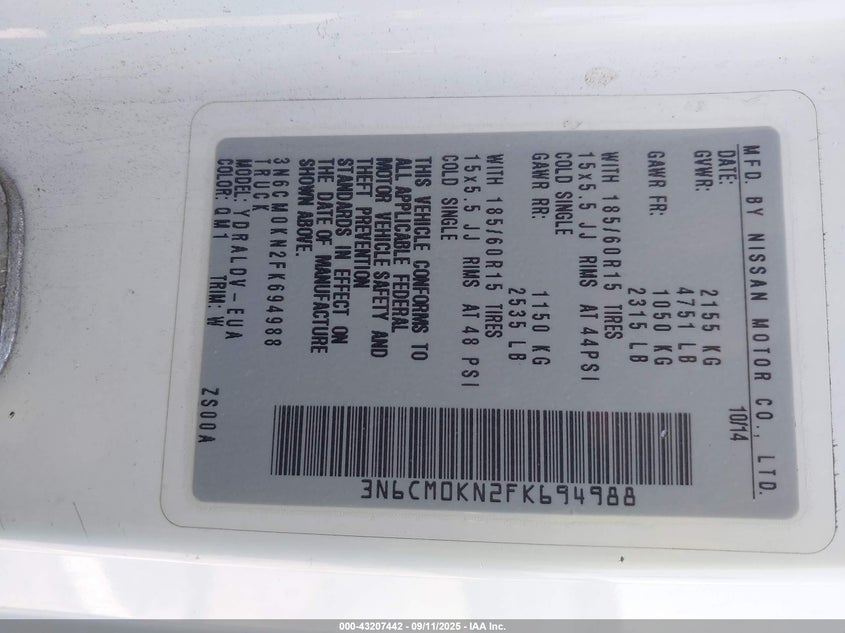 MFD. BY NISSAN MOTOR CO., LTD.
DATE: 10/14
GVWR: 2155 KG
4751 LB
GAWR FR: 1050 KG
2315 LB
WITH 185/60R15 TIRES
15x5.5 JJ RIMS AT 44PSI
COLD SINGLE
GAWR RR: 1150 KG
2535 LB
WITH 185/60R15 TIRES
15x5.5 JJ RIMS AT 48 PSI
COLD SINGLE
THIS VEHICLE CONFORMS TO
ALL APPLICABLE FEDERAL
MOTOR VEHICLE SAFETY AND
THEFT PREVENTION
STANDARDS IN EFFECT ON
THE DATE OF MANUFACTURE
SHOWN ABOVE.
3N66M0KN2FK694988
TRUCK
MODEL: YDRALDV-EUA
COLOR: QM1 TRIM: W ZS00A
3N6CM0KN2FK694988
000-43207442 - 09/11/2025 - IAA Inc.